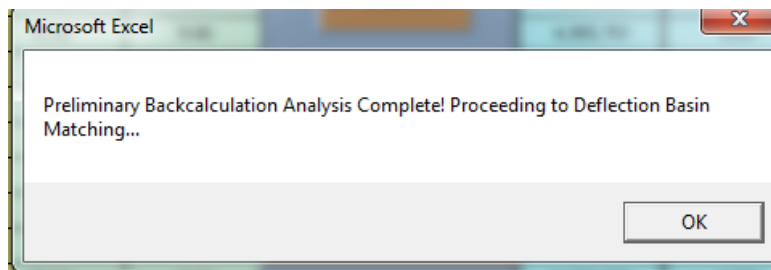 Microsoft Excel
Preliminary Backcalculation Analysis Complete! Proceeding to Deflection Basin
Matching...
OK